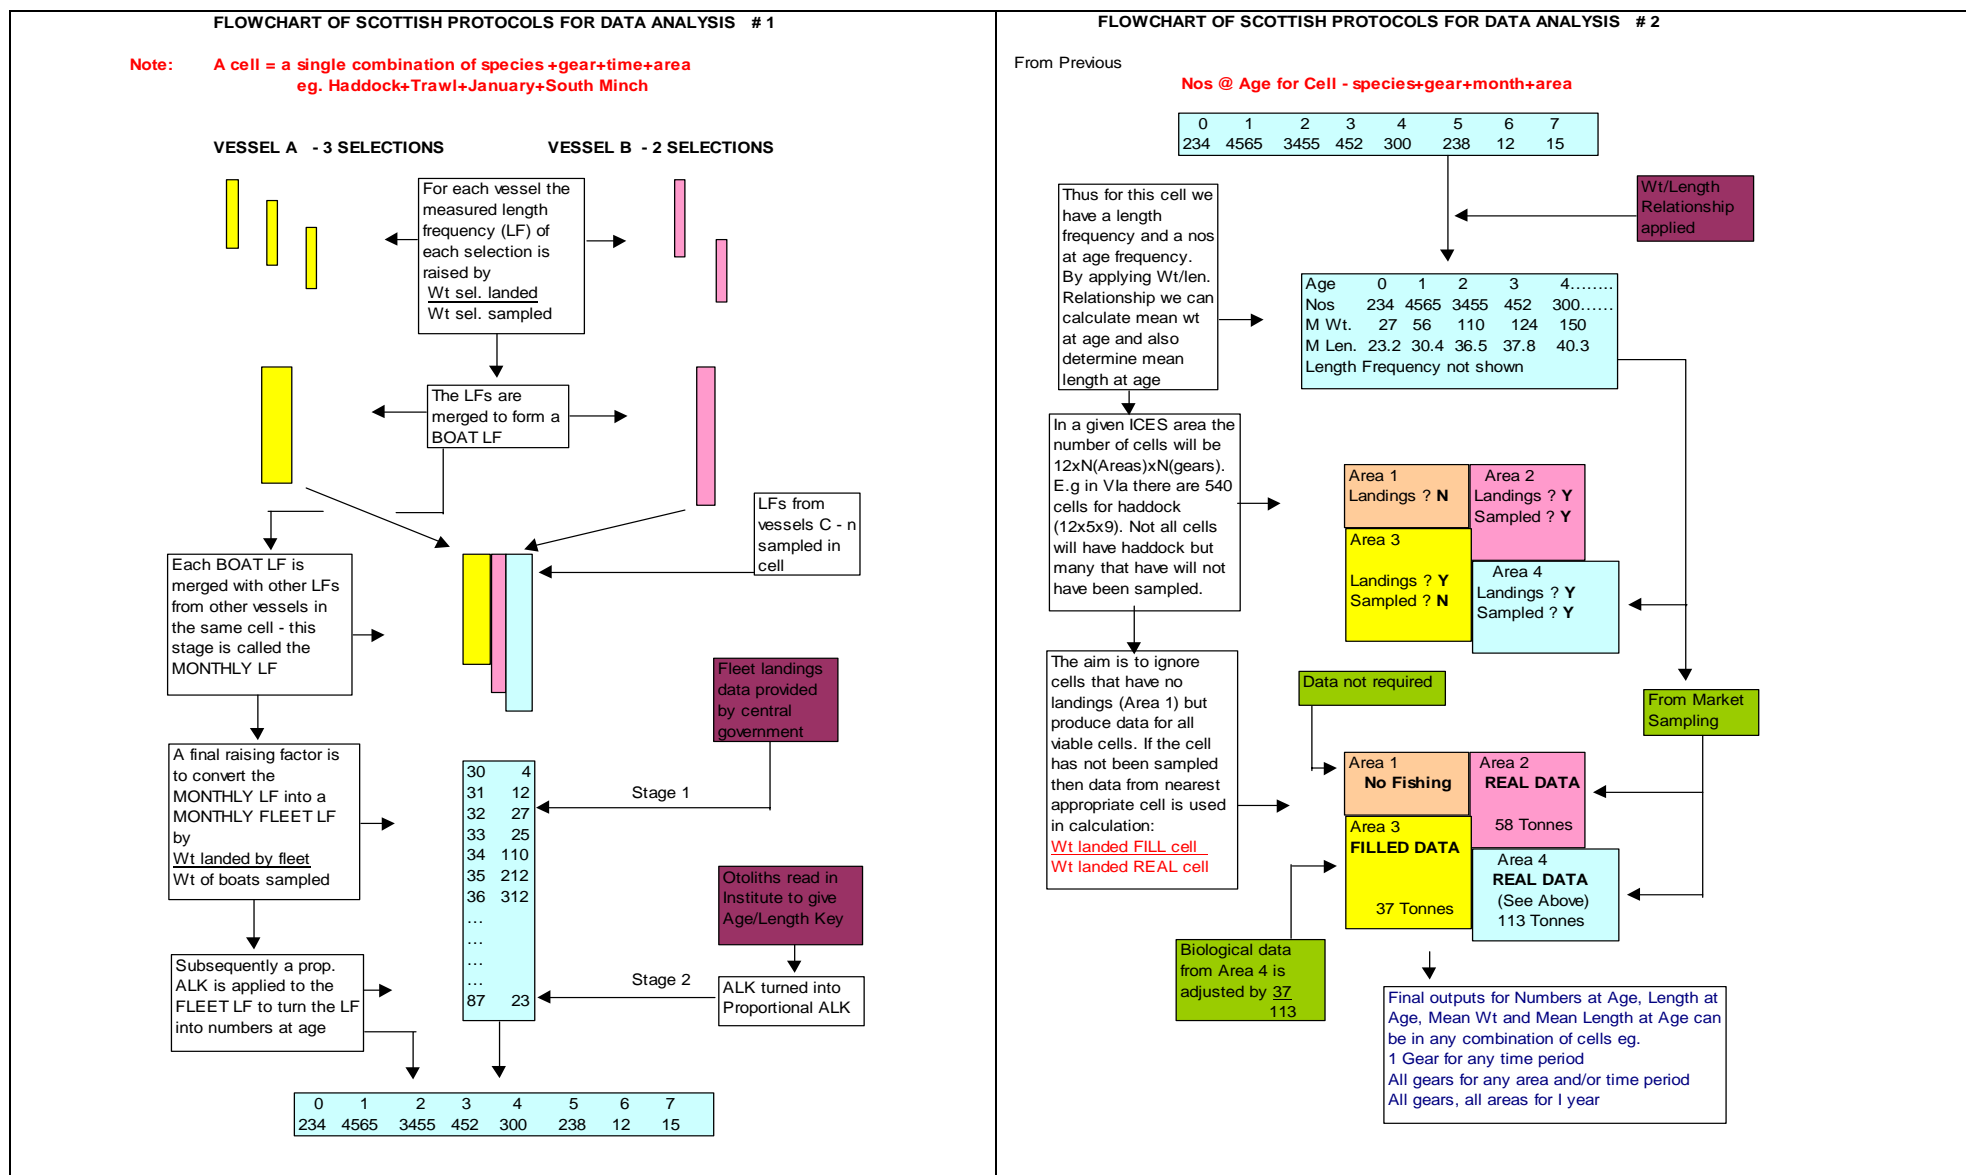 FLOWCHART OF SCOTTISH PROTOCOLS FOR DATA ANALYSIS # 1
Note: A cell = a single combination of species +gear+time+area
eg. Haddock+Trawl+January+South Minch
VESSEL A - 3 SELECTIONS
VESSEL B - 2 SELECTIONS
For each vessel the
measured length
frequency (LF) of
each selection is
raised by
Wt sel. landed
Wt sel. sampled
The LFs are
merged to form a
BOAT LF
LFs from
vessels C - n
sampled in
cell
Each BOAT LF is
merged with other LFs
from other vessels in
the same cell - this
stage is called the
MONTHLY LF
Fleet landings
data provided
by central
government
A final raising factor is
to convert the
MONTHLY LF into a
MONTHLY FLEET LF
by
Wt landed by fleet
Wt of boats sampled
30 4
31 12
32 27
33 25
34 110
35 212
36 312
...
...
...
...
87 23
Stage 1
Otoliths read in
Institute to give
Age/Length Key
Stage 2
ALK turned into
Proportional ALK
Subsequently a prop.
ALK is applied to the
FLEET LF to turn the LF
into numbers at age
0 1 2 3 4 5 6 7
234 4565 3455 452 300 238 12 15
FLOWCHART OF SCOTTISH PROTOCOLS FOR DATA ANALYSIS # 2
From Previous
Nos @ Age for Cell - species+gear+month+area
0 1 2 3 4 5 6 7
234 4565 3455 452 300 238 12 15
Thus for this cell we
have a length
frequency and a nos
at age frequency.
By applying Wt/len.
Relationship we can
calculate mean wt
at age and also
determine mean
length at age
Wt/Length
Relationship
applied
Age 0 1 2 3 4........
Nos 234 4565 3455 452 300......
M Wt. 27 56 110 124 150
M Len. 23.2 30.4 36.5 37.8 40.3
Length Frequency not shown
In a given ICES area the
number of cells will be
12xN(Areas)xN(gears).
E.g in VIa there are 540
cells for haddock
(12x5x9). Not all cells
will have haddock but
many that have will not
have been sampled.
Area 1
Landings ? N
Area 2
Landings ? Y
Sampled ? Y
Area 3
Landings ? Y
Sampled ? N
Area 4
Landings ? Y
Sampled ? Y
The aim is to ignore
cells that have no
landings (Area 1) but
produce data for all
viable cells. If the cell
has not been sampled
then data from nearest
appropriate cell is used
in calculation:
Wt landed FILL cell
Wt landed REAL cell
Data not required
From Market
Sampling
Area 1
No Fishing
Area 2
REAL DATA
58 Tonnes
Area 3
FILLED DATA
37 Tonnes
Area 4
REAL DATA
(See Above)
113 Tonnes
Biological data
from Area 4 is
adjusted by 37
113
Final outputs for Numbers at Age, Length at
Age, Mean Wt and Mean Length at Age can
be in any combination of cells eg.
1 Gear for any time period
All gears for any area and/or time period
All gears, all areas for I year